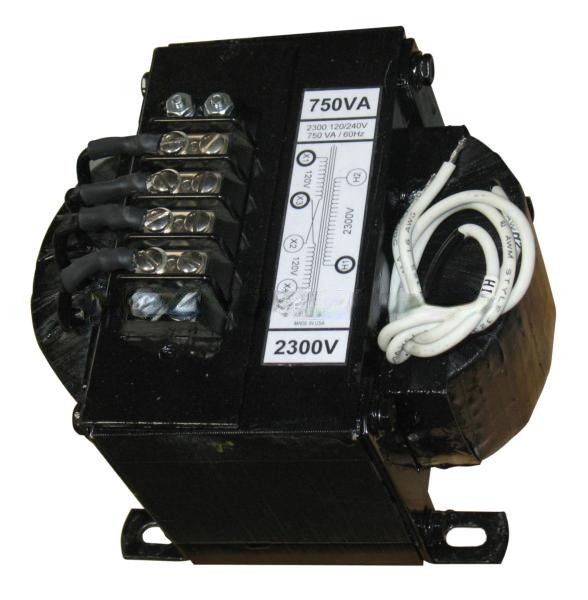 750VA
2300:120/240V
750 VA / 60Hz
X1
120V
X3
H2
2300V
X2
120V
H1
MADE IN USA
2300V
H2
H1
AWM STYLE